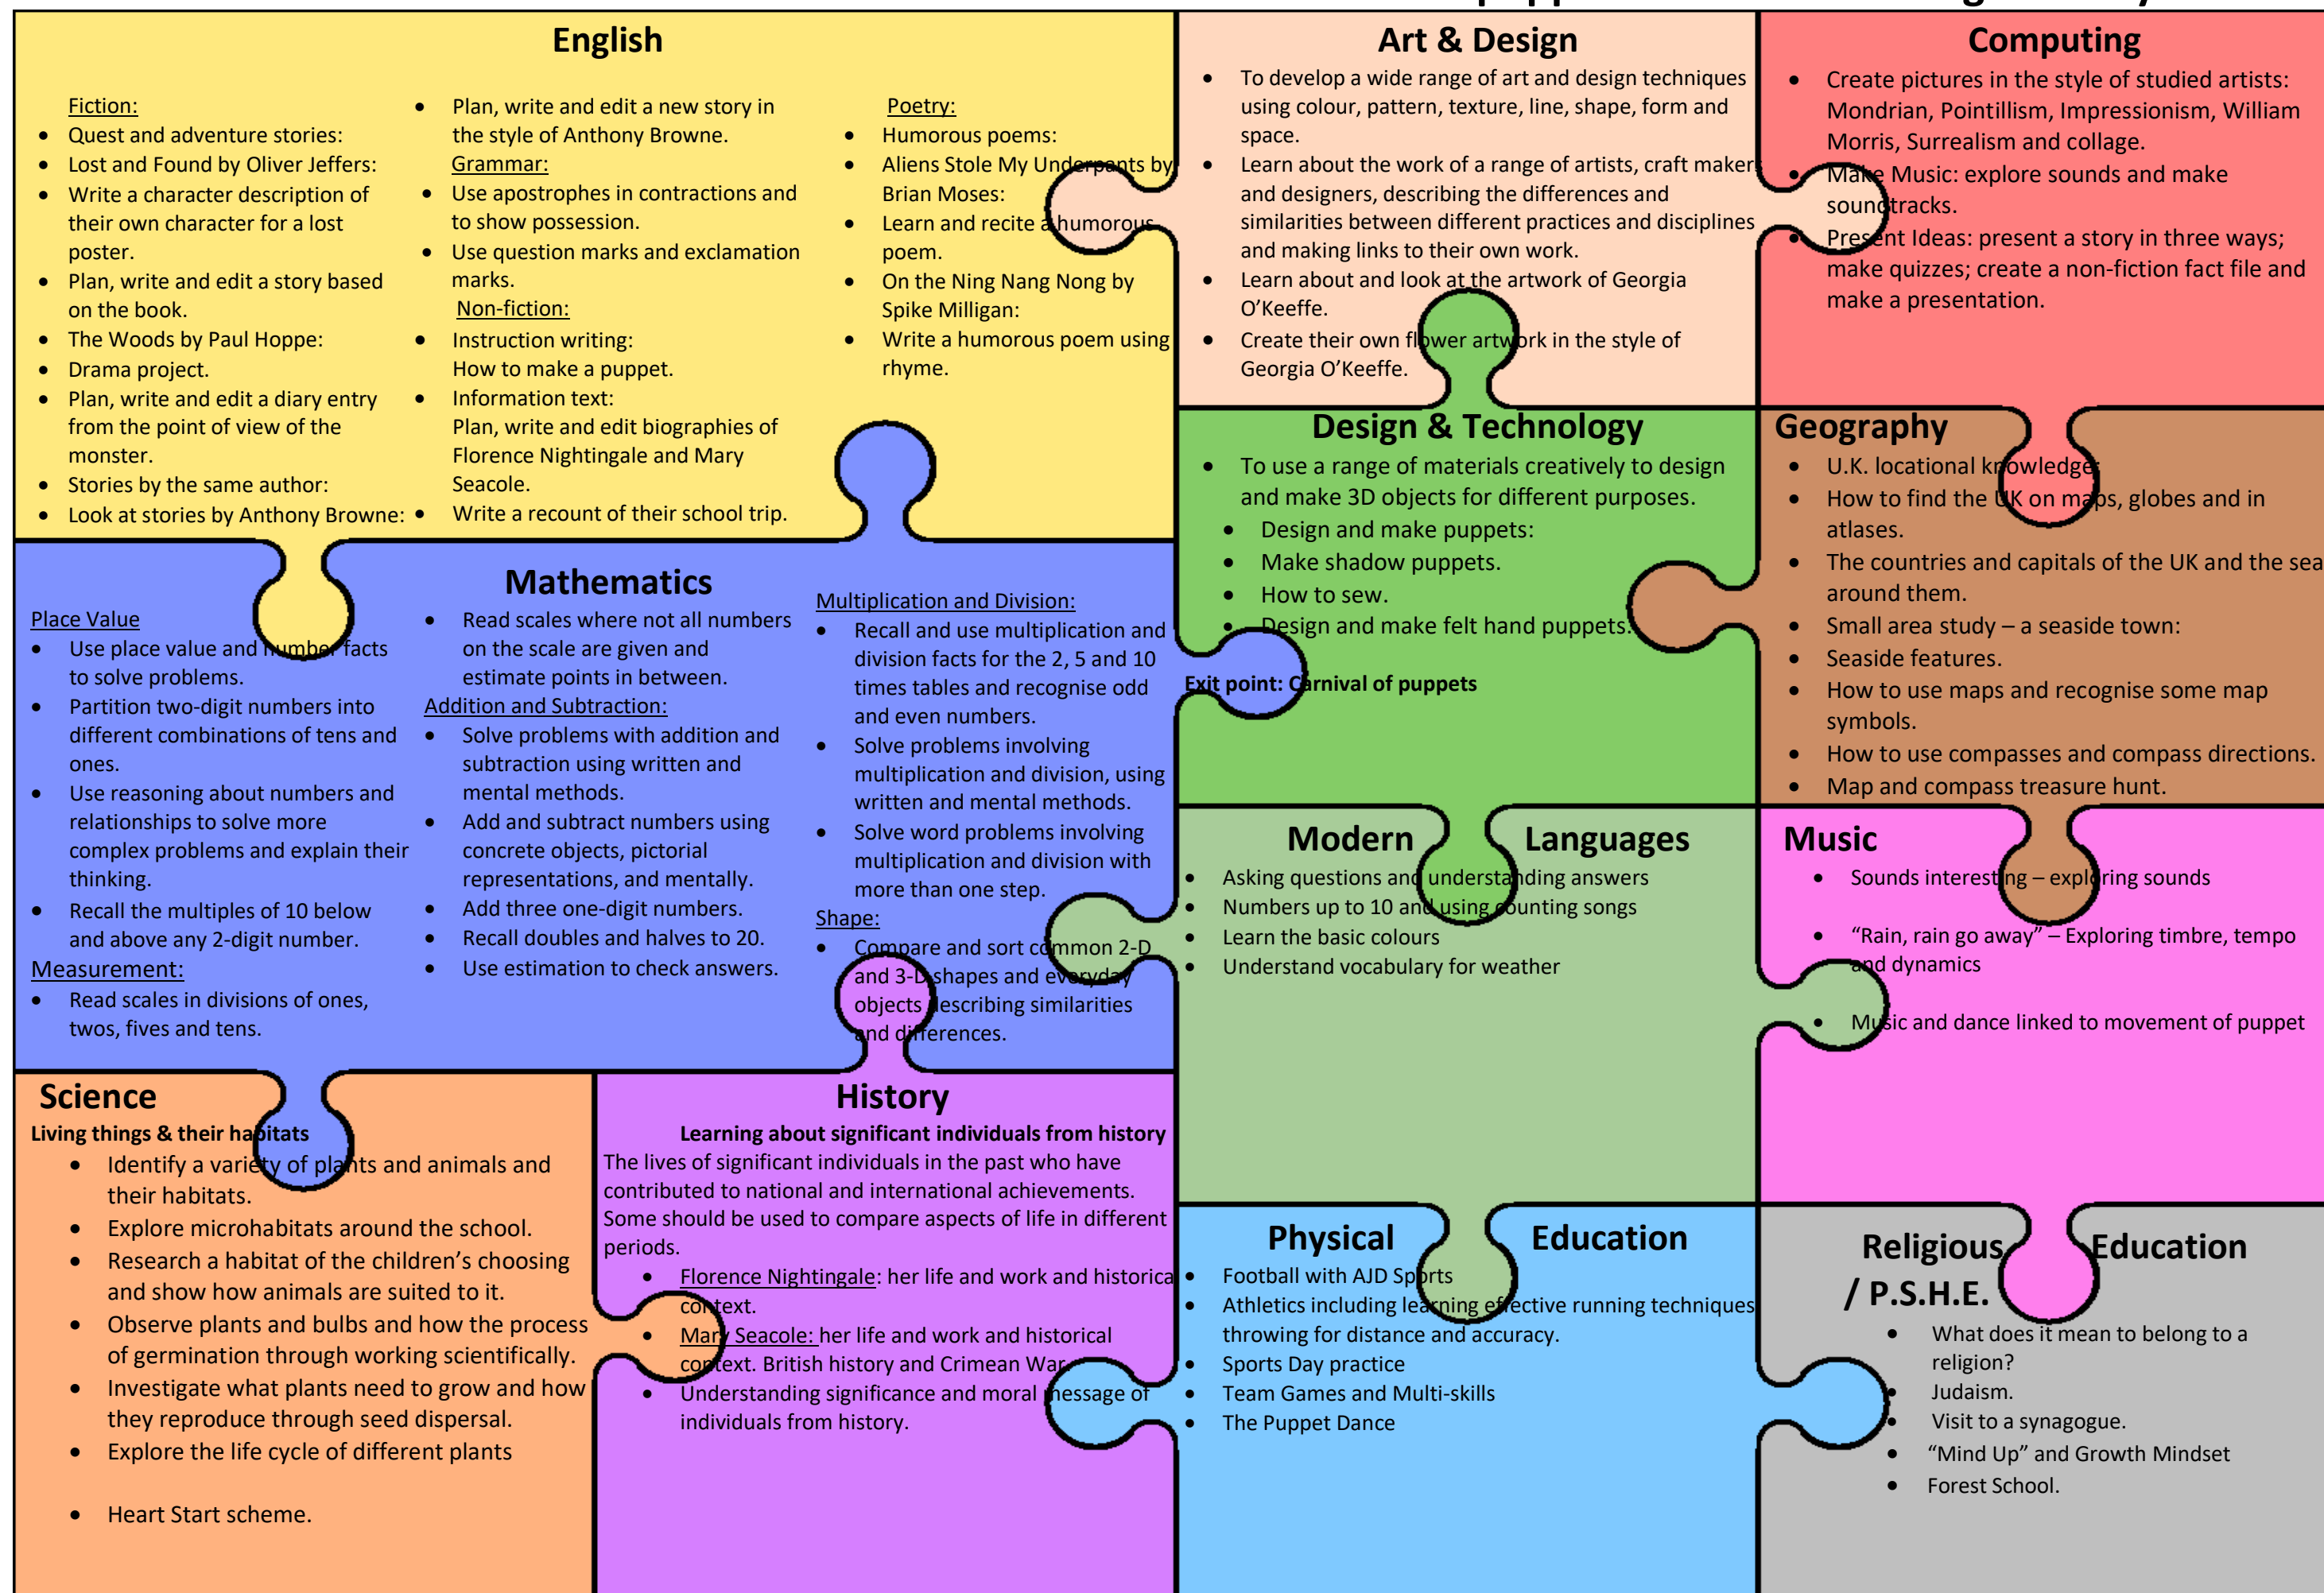 English
Fiction:
Quest and adventure stories:
Lost and Found by Oliver Jeffers:
Write a character description of
their own character for a lost
poster.
Plan, write and edit a story based
on the book.
The Woods by Paul Hoppe:
Drama project.
Plan, write and edit a diary entry
from the point of view of the
monster.
Stories by the same author:
Look at stories by Anthony Browne:
Plan, write and edit a new story in
the style of Anthony Browne.
Grammar:
Use apostrophes in contractions and
to show possession.
Use question marks and exclamation
marks.
Non-fiction:
Instruction writing:
How to make a puppet.
Information text:
Plan, write and edit biographies of
Florence Nightingale and Mary
Seacole.
Write a recount of their school trip.
Poetry:
Humorous poems:
Aliens Stole My Underpants by
Brian Moses:
Learn and recite a humorous
poem.
On the Ning Nang Nong by
Spike Milligan:
Write a humorous poem using
rhyme.
Art & Design
To develop a wide range of art and design techniques
using colour, pattern, texture, line, shape, form and
space.
Learn about the work of a range of artists, craft makers
and designers, describing the differences and
similarities between different practices and disciplines
and making links to their own work.
Learn about and look at the artwork of Georgia
O’Keeffe.
Create their own flower artwork in the style of
Georgia O’Keeffe.
Computing
Create pictures in the style of studied artists:
Mondrian, Pointillism, Impressionism, William
Morris, Surrealism and collage.
Make Music: explore sounds and make
soundtracks.
Present Ideas: present a story in three ways;
make quizzes; create a non-fiction fact file and
make a presentation.
Design & Technology
To use a range of materials creatively to design
and make 3D objects for different purposes.
Design and make puppets:
Make shadow puppets.
How to sew.
Design and make felt hand puppets.
Exit point: Carnival of puppets
Geography
U.K. locational knowledge:
How to find the UK on maps, globes and in
atlases.
The countries and capitals of the UK and the sea
around them.
Small area study – a seaside town:
Seaside features.
How to use maps and recognise some map
symbols.
How to use compasses and compass directions.
Map and compass treasure hunt.
Mathematics
Place Value
Use place value and number facts
to solve problems.
Partition two-digit numbers into
different combinations of tens and
ones.
Use reasoning about numbers and
relationships to solve more
complex problems and explain their
thinking.
Recall the multiples of 10 below
and above any 2-digit number.
Measurement:
Read scales in divisions of ones,
twos, fives and tens.
Read scales where not all numbers
on the scale are given and
estimate points in between.
Addition and Subtraction:
Solve problems with addition and
subtraction using written and
mental methods.
Add and subtract numbers using
concrete objects, pictorial
representations, and mentally.
Add three one-digit numbers.
Recall doubles and halves to 20.
Use estimation to check answers.
Multiplication and Division:
Recall and use multiplication and
division facts for the 2, 5 and 10
times tables and recognise odd
and even numbers.
Solve problems involving
multiplication and division, using
written and mental methods.
Solve word problems involving
multiplication and division with
more than one step.
Shape:
Compare and sort common 2-D
and 3-D shapes and everyday
objects describing similarities
and differences.
Modern Languages
Asking questions and understanding answers
Numbers up to 10 and using counting songs
Learn the basic colours
Understand vocabulary for weather
Music
Sounds interesting – exploring sounds
“Rain, rain go away” – Exploring timbre, tempo
and dynamics
Music and dance linked to movement of puppet
Science
Living things & their habitats
Identify a variety of plants and animals and
their habitats.
Explore microhabitats around the school.
Research a habitat of the children’s choosing
and show how animals are suited to it.
Observe plants and bulbs and how the process
of germination through working scientifically.
Investigate what plants need to grow and how
they reproduce through seed dispersal.
Explore the life cycle of different plants
Heart Start scheme.
History
Learning about significant individuals from history
The lives of significant individuals in the past who have
contributed to national and international achievements.
Some should be used to compare aspects of life in different
periods.
Florence Nightingale: her life and work and historica
context.
Mary Seacole: her life and work and historical
context. British history and Crimean War
Understanding significance and moral message of
individuals from history.
Physical Education
Football with AJD Sports
Athletics including learning effective running techniques
throwing for distance and accuracy.
Sports Day practice
Team Games and Multi-skills
The Puppet Dance
Religious Education
/ P.S.H.E.
What does it mean to belong to a
religion?
Judaism.
Visit to a synagogue.
“Mind Up” and Growth Mindset
Forest School.